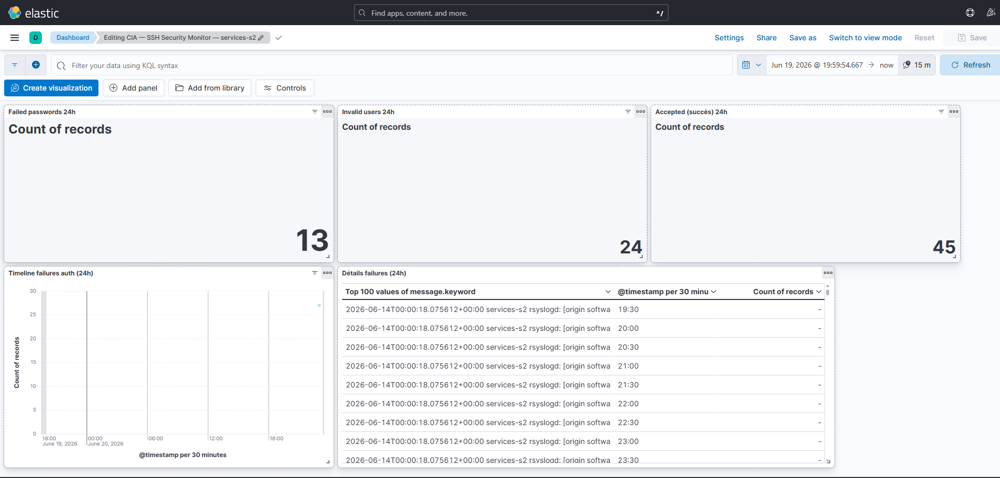 elastic
Find apps, content, and more.
^/
D
Dashboard
Editing CIA — SSH Security Monitor — services-s2
Settings
Share
Save as
Switch to view mode
Reset
Save
Filter your data using KQL syntax
Jun 19, 2026 @ 19:59:54.667 → now
15 m
Refresh
Create visualization
Add panel
Add from library
Controls
Failed passwords 24h
Count of records
13
Invalid users 24h
Count of records
24
Accepted (succès) 24h
Count of records
45
Timeline failures auth (24h)
Count of records
30
25
20
15
10
5
0
18:00
June 19, 2026
00:00
June 20, 2026
06:00
12:00
18:00
@timestamp per 30 minutes
Détails failures (24h)
Top 100 values of message.keyword @timestamp per 30 minu Count of records
2026-06-14T00:00:18.075612+00:00 services-s2 rsyslogd: [origin softwa 19:30 -
2026-06-14T00:00:18.075612+00:00 services-s2 rsyslogd: [origin softwa 20:00 -
2026-06-14T00:00:18.075612+00:00 services-s2 rsyslogd: [origin softwa 20:30 -
2026-06-14T00:00:18.075612+00:00 services-s2 rsyslogd: [origin softwa 21:00 -
2026-06-14T00:00:18.075612+00:00 services-s2 rsyslogd: [origin softwa 21:30 -
2026-06-14T00:00:18.075612+00:00 services-s2 rsyslogd: [origin softwa 22:00 -
2026-06-14T00:00:18.075612+00:00 services-s2 rsyslogd: [origin softwa 22:30 -
2026-06-14T00:00:18.075612+00:00 services-s2 rsyslogd: [origin softwa 23:00 -
2026-06-14T00:00:18.075612+00:00 services-s2 rsyslogd: [origin softwa 23:30 -